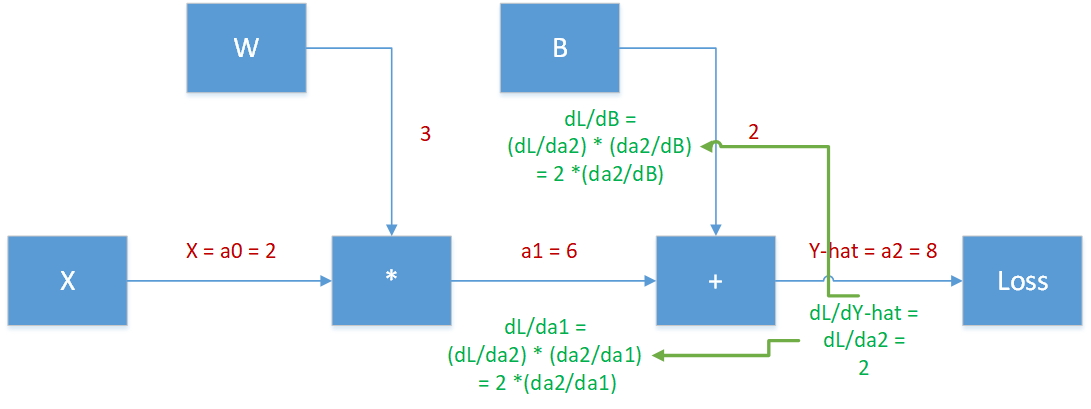 W
B
3
dL/dB =
(dL/da2) * (da2/dB)
= 2 *(da2/dB)
2
X
X = a0 = 2
*
a1 = 6
+
Y-hat = a2 = 8
Loss
dL/da1 =
(dL/da2) * (da2/da1)
= 2 *(da2/da1)
dL/dY-hat =
dL/da2 =
2